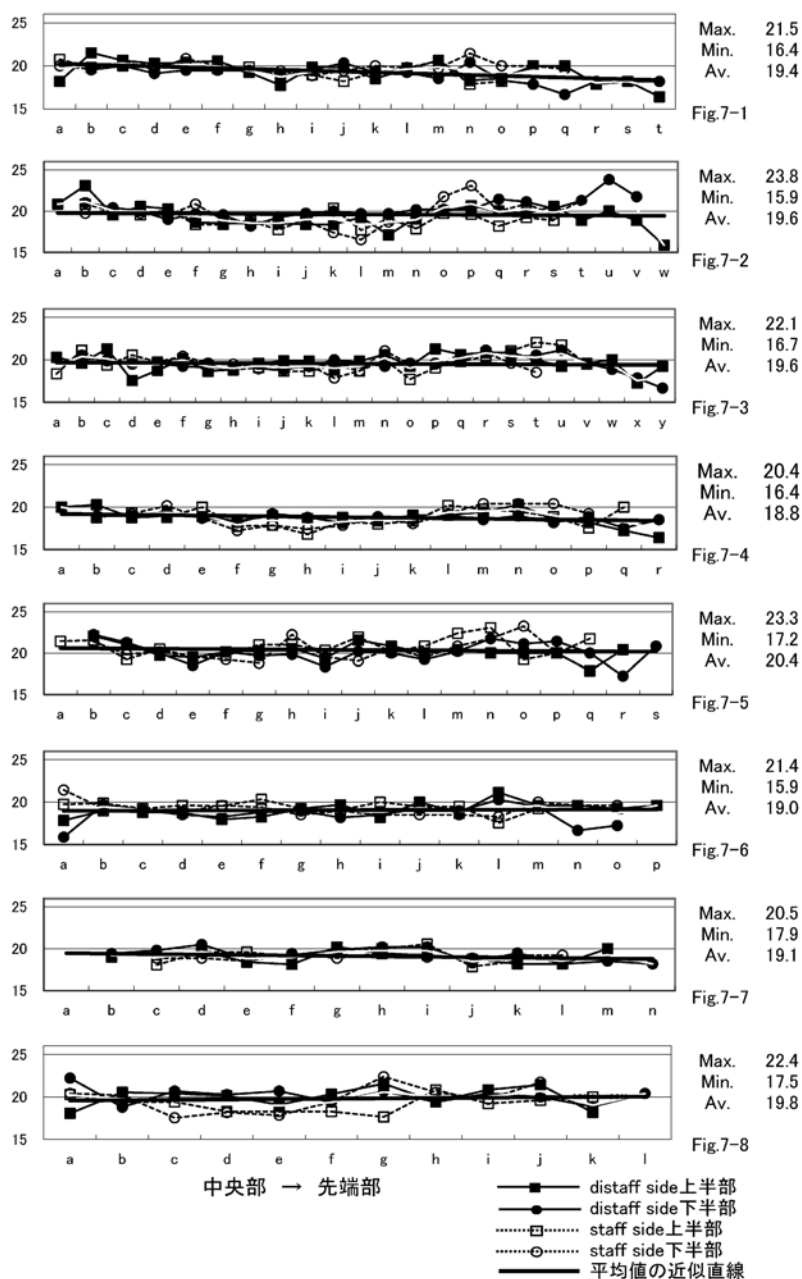 25
20
15
a b c d e f g h i j k l m n o p q r s t
Max. 21.5
Min. 16.4
Av. 19.4
Fig.7-1
25
20
15
a b c d e f g h i j k l m n o p q r s t u v w
Max. 23.8
Min. 15.9
Av. 19.6
Fig.7-2
25
20
15
a b c d e f g h i j k l m n o p q r s t u v w x y
Max. 22.1
Min. 16.7
Av. 19.6
Fig.7-3
25
20
15
a b c d e f g h i j k l m n o p q r
Max. 20.4
Min. 16.4
Av. 18.8
Fig.7-4
25
20
15
a b c d e f g h i j k l m n o p q r s
Max. 23.3
Min. 17.2
Av. 20.4
Fig.7-5
25
20
15
a b c d e f g h i j k l m n o p
Max. 21.4
Min. 15.9
Av. 19.0
Fig.7-6
25
20
15
a b c d e f g h i j k l m n
Max. 20.5
Min. 17.9
Av. 19.1
Fig.7-7
25
20
15
a b c d e f g h i j k l
Max. 22.4
Min. 17.5
Av. 19.8
Fig.7-8
中央部 → 先端部
distaff side上半部
distaff side下半部
staff side上半部
staff side下半部
平均値の近似直線